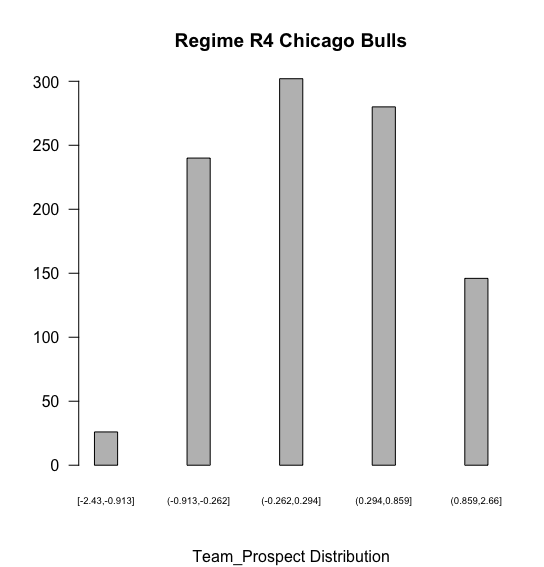 Regime R4 Chicago Bulls
300
250
200
150
100
50
0
[-2.43,-0.913] (-0.913,-0.262] (-0.262,0.294] (0.294,0.859] (0.859,2.66]
Team_Prospect Distribution